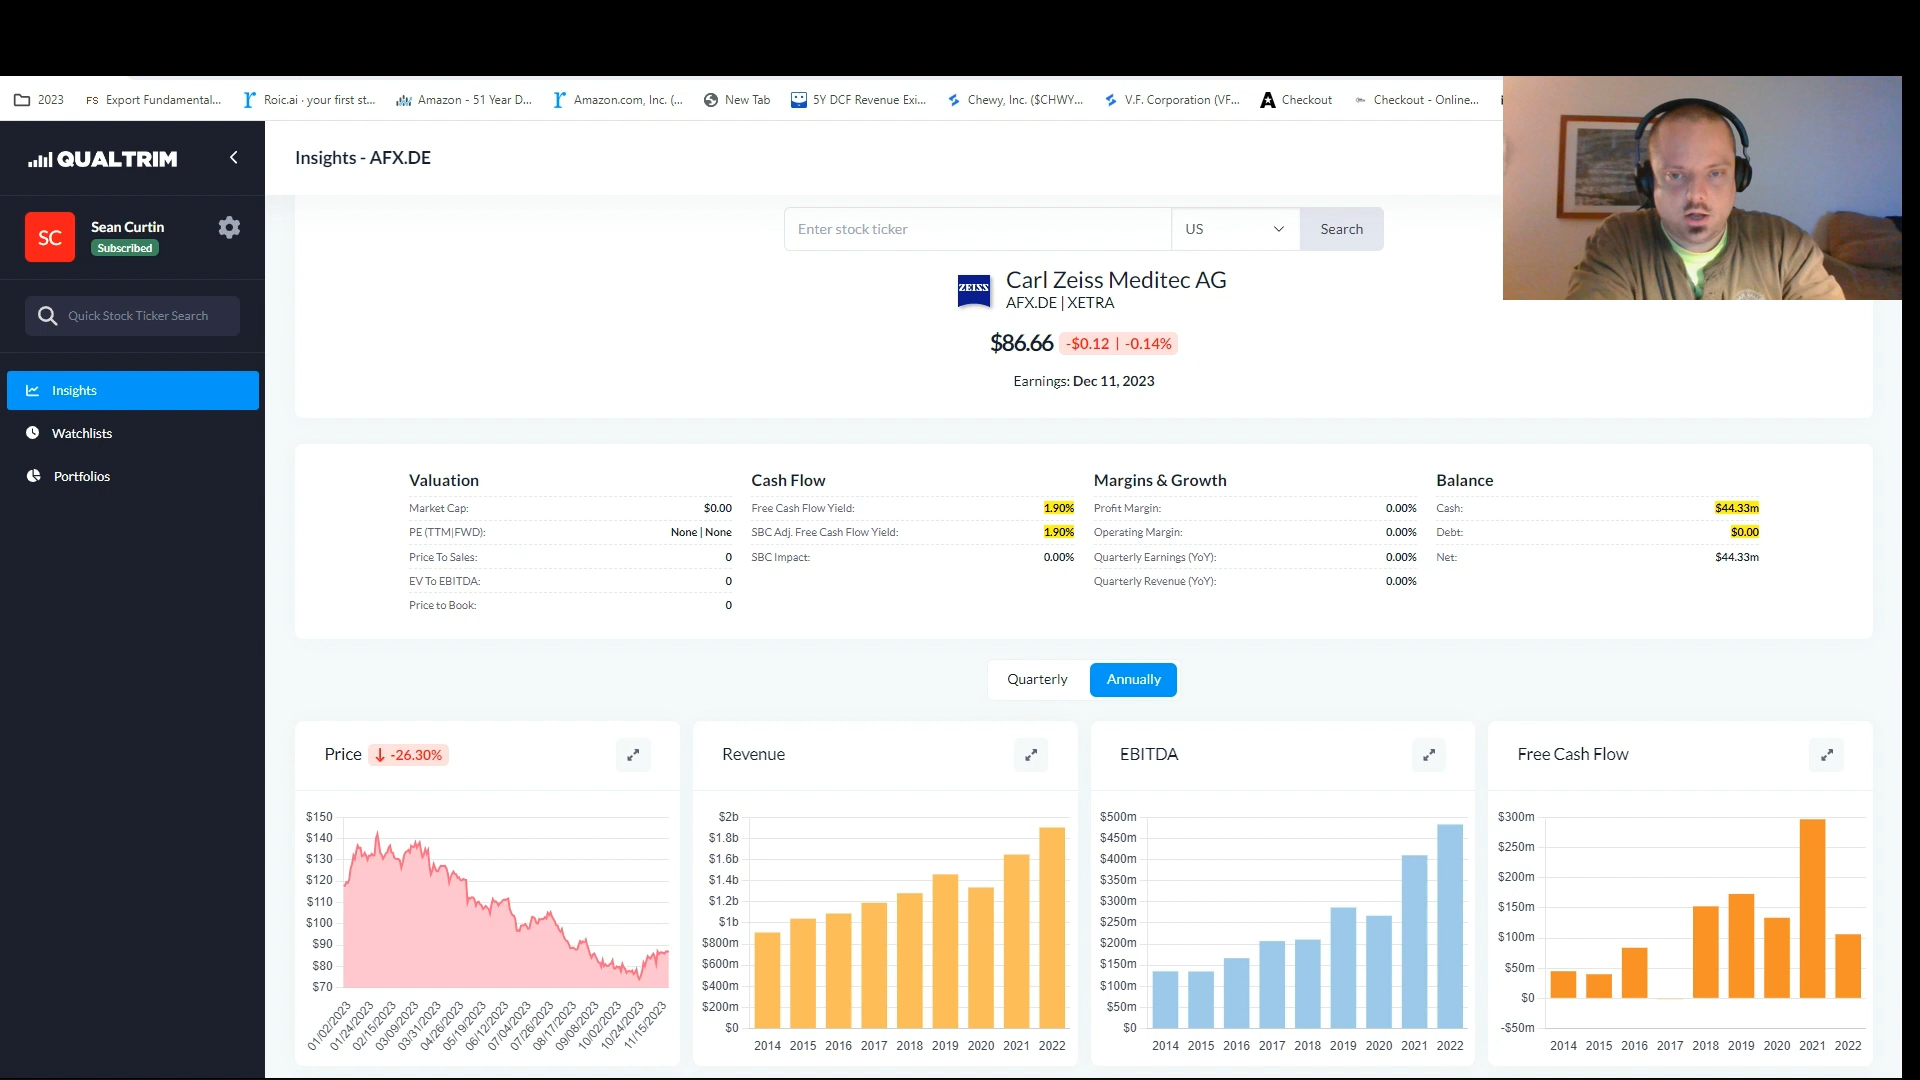 2023
FS Export Fundamental...
Roic.ai · your first st...
Amazon - 51 Year D...
Amazon.com, Inc. (...
New Tab
5Y DCF Revenue Exi...
Chewy, Inc. ($CHWY...
V.F. Corporation (VF...
Checkout
Checkout - Online...
QUALTRIM
Insights - AFX.DE
SC
Sean Curtin
Subscribed
Quick Stock Ticker Search
Insights
Watchlists
Portfolios
Enter stock ticker
US
Search
ZEISS
Carl Zeiss Meditec AG
AFX.DE | XETRA
$86.66 -$0.12 | -0.14%
Earnings: Dec 11, 2023
Valuation
Market Cap: $0.00
PE (TTM|FWD): None | None
Price To Sales: 0
EV To EBITDA: 0
Price to Book: 0
Cash Flow
Free Cash Flow Yield: 1.90%
SBC Adj. Free Cash Flow Yield: 1.90%
SBC Impact: 0.00%
Margins & Growth
Profit Margin: 0.00%
Operating Margin: 0.00%
Quarterly Earnings (YoY): 0.00%
Quarterly Revenue (YoY): 0.00%
Balance
Cash: $44.33m
Debt: $0.00
Net: $44.33m
Quarterly
Annually
Price -26.30%
$150
$140
$130
$120
$110
$100
$90
$80
$70
01/02/2023 01/24/2023 02/15/2023 03/09/2023 03/31/2023 04/26/2023 05/19/2023 06/12/2023 07/04/2023 07/26/2023 08/17/2023 09/08/2023 10/02/2023 10/24/2023 11/15/2023
Revenue
$2b
$1.8b
$1.6b
$1.4b
$1.2b
$1b
$800m
$600m
$400m
$200m
$0
2014 2015 2016 2017 2018 2019 2020 2021 2022
EBITDA
$500m
$450m
$400m
$350m
$300m
$250m
$200m
$150m
$100m
$50m
$0
2014 2015 2016 2017 2018 2019 2020 2021 2022
Free Cash Flow
$300m
$250m
$200m
$150m
$100m
$50m
$0
-$50m
2014 2015 2016 2017 2018 2019 2020 2021 2022